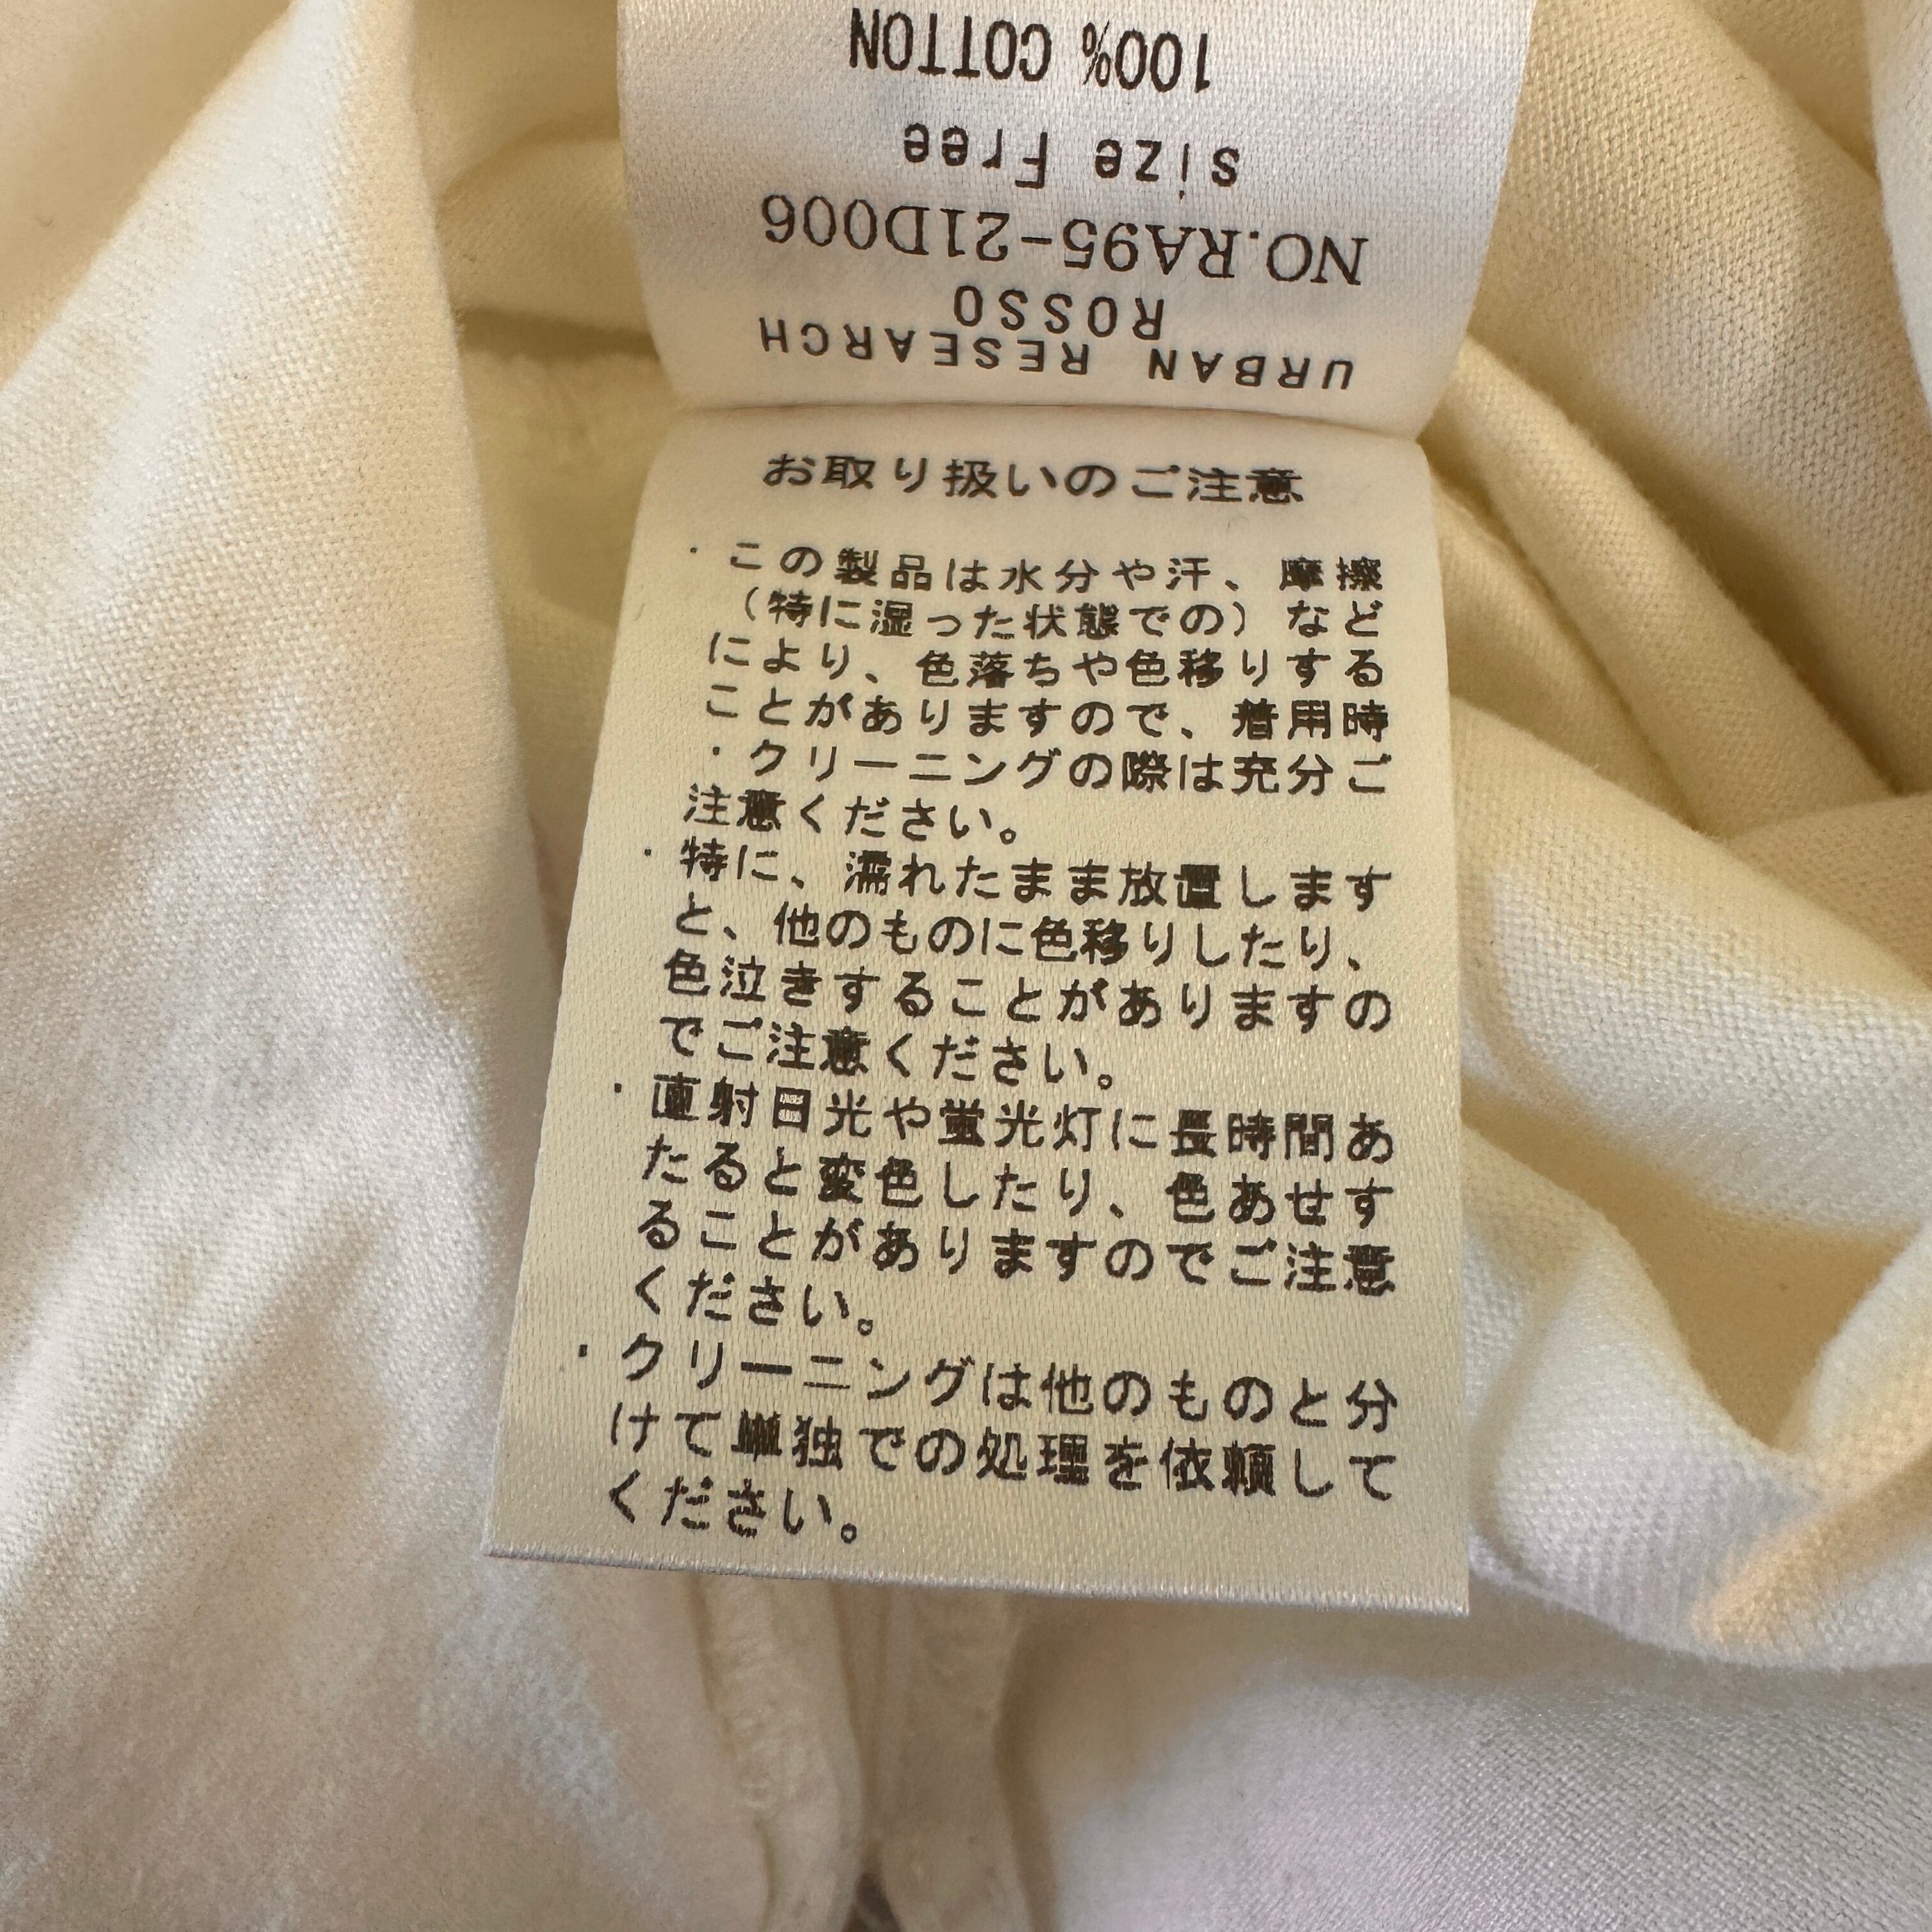 100% COTTON
size Free
NO.RA95-21D006
ROSSO
URBAN RESEARCH
お取り扱いのご注意
・この製品は水分や汗、摩擦
（特に湿った状態での）など
により、色落ちや色移りする
ことがありますので、着用時
・クリーニングの際は充分ご
注意ください。
・特に、濡れたまま放置します
と、他のものに色移りしたり、
色泣きすることがありますの
でご注意ください。
・直射日光や蛍光灯に長時間あ
たると変色したり、色あせす
ることがありますのでご注意
ください。
・クリーニングは他のものと分
けて単独での処理を依頼して
ください。